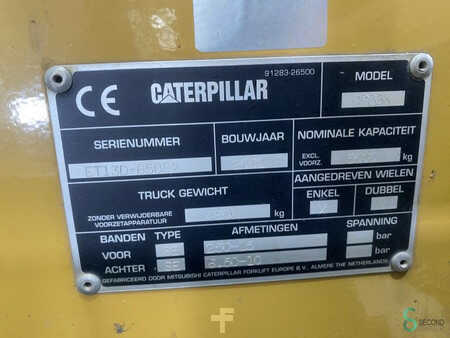 91283-26500
CE CATERPILLAR
MODEL
SERIENUMMER
BOUWJAAR
NOMINALE KAPACITEIT
EXCL. VOORZ.
kg
AANGEDREVEN WIELEN
TRUCK GEWICHT
ENKEL
DUBBEL
ZONDER VERWIJDERBARE VOORZETAPPARATUUR
kg
BANDEN TYPE AFMETINGEN SPANNING
VOOR
bar
ACHTER
bar
GEFABRICEERD DOOR MITSUBISHI CATERPILLAR FORKLIFT EUROPE B.V., ALMERE THE NETHERLANDS
SECOND